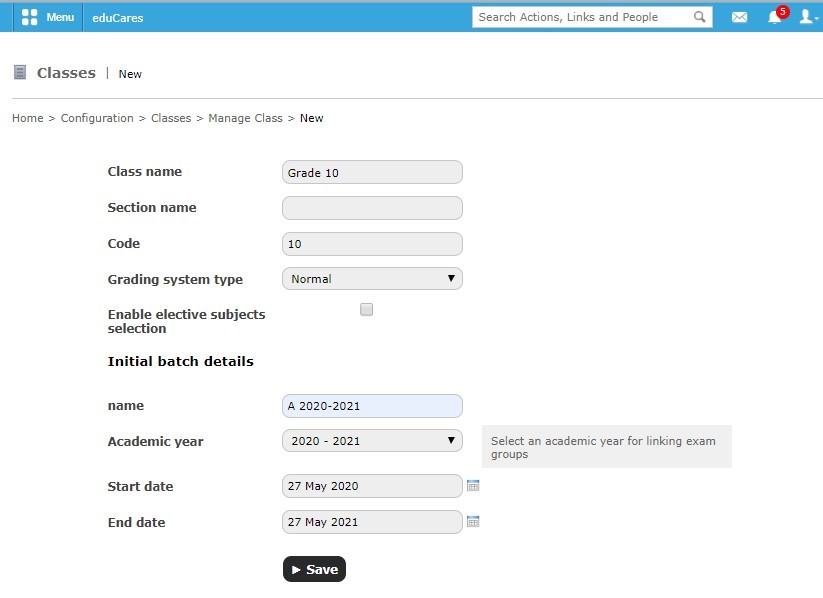 Menu eduCares Search Actions, Links and People 5
Classes | New
Home > Configuration > Classes > Manage Class > New
Class name Grade 10
Section name
Code 10
Grading system type Normal
Enable elective subjects
selection
Initial batch details
name A 2020-2021
Academic year 2020 - 2021 Select an academic year for linking exam
groups
Start date 27 May 2020
End date 27 May 2021
Save